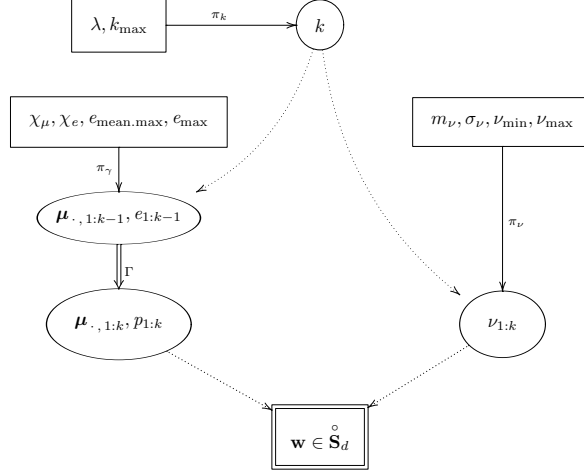 λ, k_max
π_k
k
χ_μ, χ_e, e_mean.max, e_max
m_ν, σ_ν, ν_min, ν_max
π_γ
μ_{·, 1:k−1}, e_{1:k−1}
π_ν
Γ
μ_{·, 1:k}, p_{1:k}
ν_{1:k}
w ∈ S̊_d